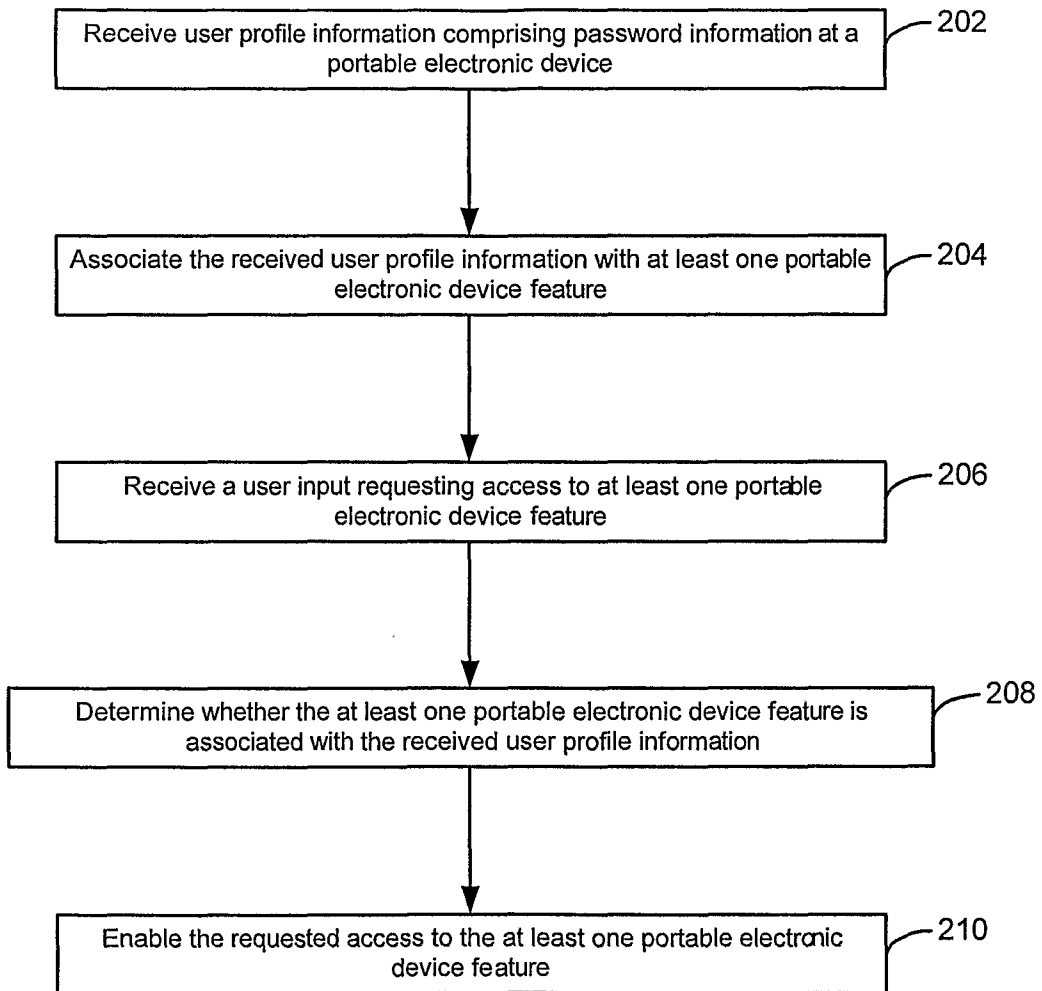 Receive user profile information comprising password information at a
portable electronic device
202
Associate the received user profile information with at least one portable
electronic device feature
204
Receive a user input requesting access to at least one portable
electronic device feature
206
Determine whether the at least one portable electronic device feature is
associated with the received user profile information
208
Enable the requested access to the at least one portable electronic
device feature
210